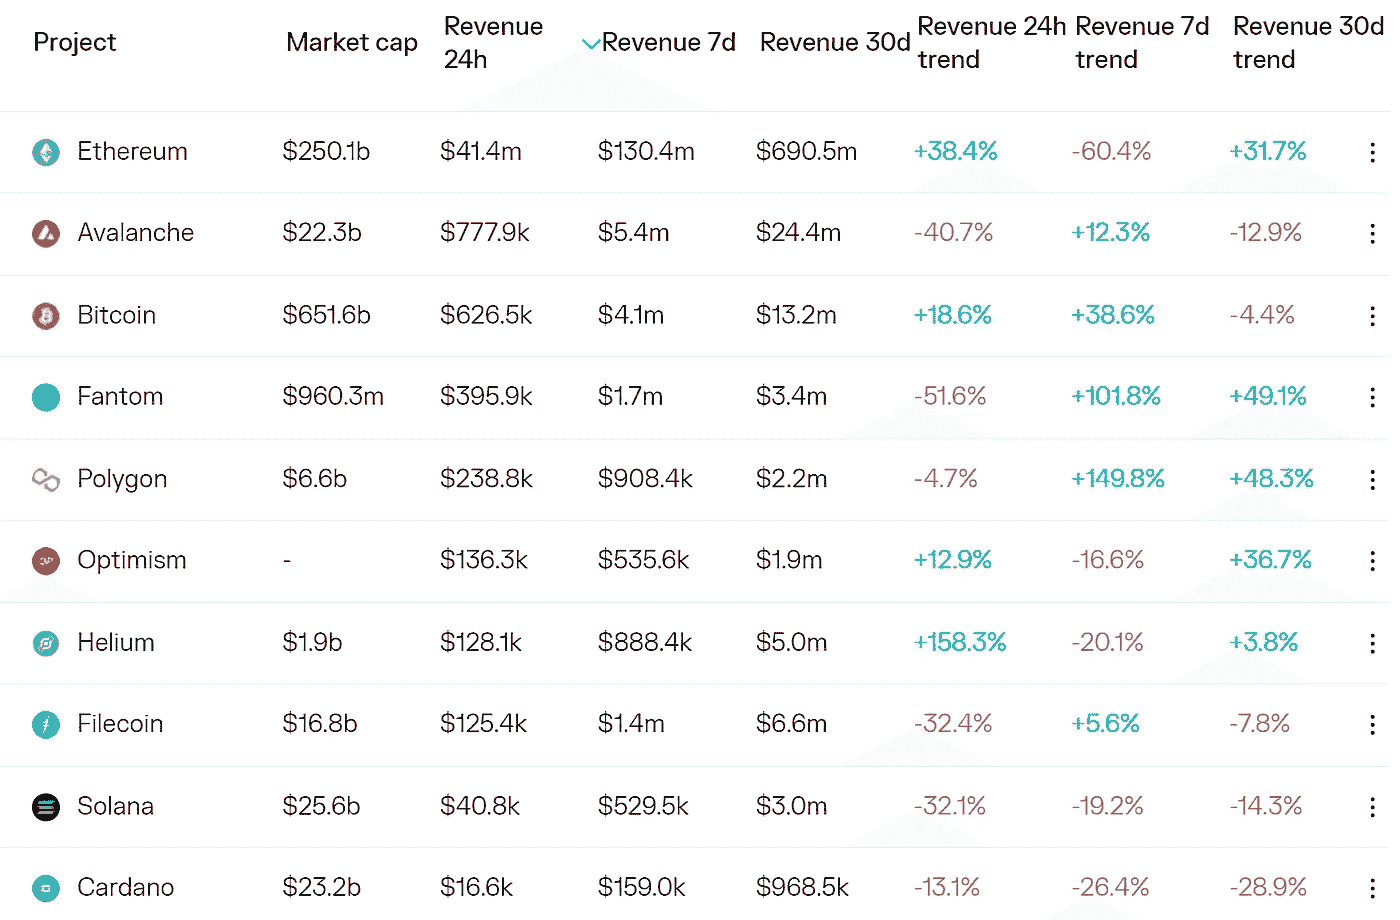 Project Market cap Revenue 24h Revenue 7d Revenue 30d Revenue 24h trend Revenue 7d trend Revenue 30d trend
Ethereum $250.1b $41.4m $130.4m $690.5m +38.4% -60.4% +31.7%
Avalanche $22.3b $777.9k $5.4m $24.4m -40.7% +12.3% -12.9%
Bitcoin $651.6b $626.5k $4.1m $13.2m +18.6% +38.6% -4.4%
Fantom $960.3m $395.9k $1.7m $3.4m -51.6% +101.8% +49.1%
Polygon $6.6b $238.8k $908.4k $2.2m -4.7% +149.8% +48.3%
Optimism - $136.3k $535.6k $1.9m +12.9% -16.6% +36.7%
Helium $1.9b $128.1k $888.4k $5.0m +158.3% -20.1% +3.8%
Filecoin $16.8b $125.4k $1.4m $6.6m -32.4% +5.6% -7.8%
Solana $25.6b $40.8k $529.5k $3.0m -32.1% -19.2% -14.3%
Cardano $23.2b $16.6k $159.0k $968.5k -13.1% -26.4% -28.9%